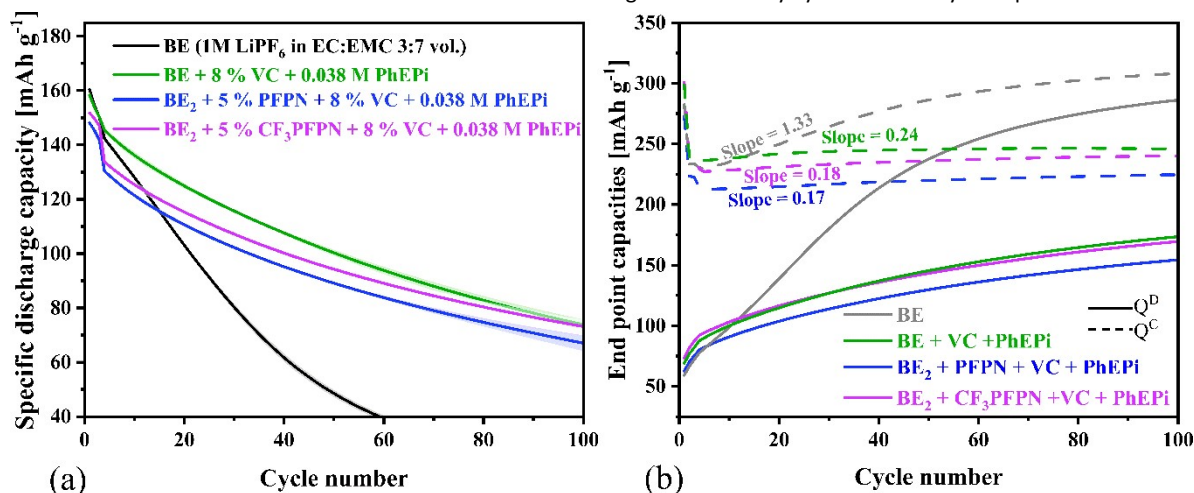 BE (1M LiPF₆ in EC:EMC 3:7 vol.)
BE + 8 % VC + 0.038 M PhEPi
BE₂ + 5 % PFPN + 8 % VC + 0.038 M PhEPi
BE₂ + 5 % CF₃PFPN + 8 % VC + 0.038 M PhEPi
Specific discharge capacity [mAh g⁻¹]
160
140
120
100
80
60
40
0
20
40
60
80
100
Cycle number
(a)
End point capacities [mAh g⁻¹]
350
300
250
200
150
100
50
Slope = 1.33
Slope = 0.24
Slope = 0.18
Slope = 0.17
Qᴰ
Qᶜ
BE
BE + VC +PhEPi
BE₂ + PFPN + VC + PhEPi
BE₂ + CF₃PFPN +VC + PhEPi
0
20
40
60
80
100
Cycle number
(b)